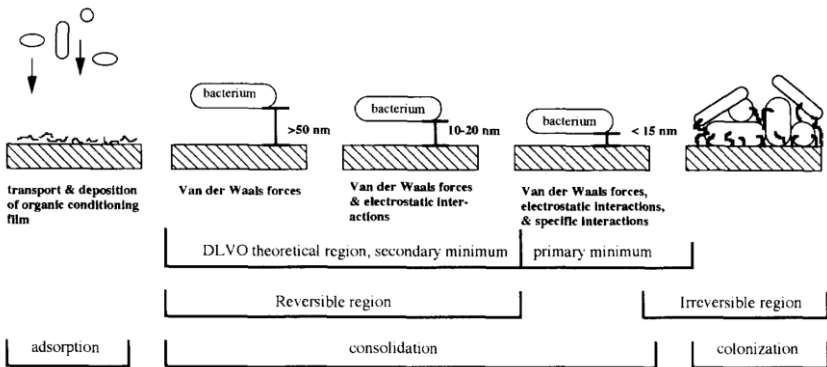 bacterium
bacterium
bacterium
>50 nm
10-20 nm
< 15 nm
transport & deposition
of organic conditioning
film
Van der Waals forces
Van der Waals forces
& electrostatic inter-
actions
Van der Waals forces,
electrostatic interactions,
& specific interactions
DLVO theoretical region, secondary minimum
primary minimum
Reversible region
Irreversible region
adsorption
consolidation
colonization